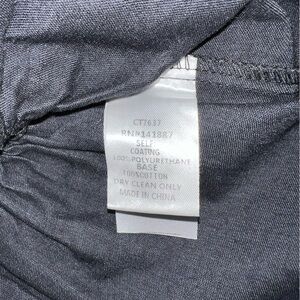 CT7637
RN#141887
SELF
COATING
100%POLYURETHANE
BASE
100%COTTON
DRY CLEAN ONLY
MADE IN CHINA